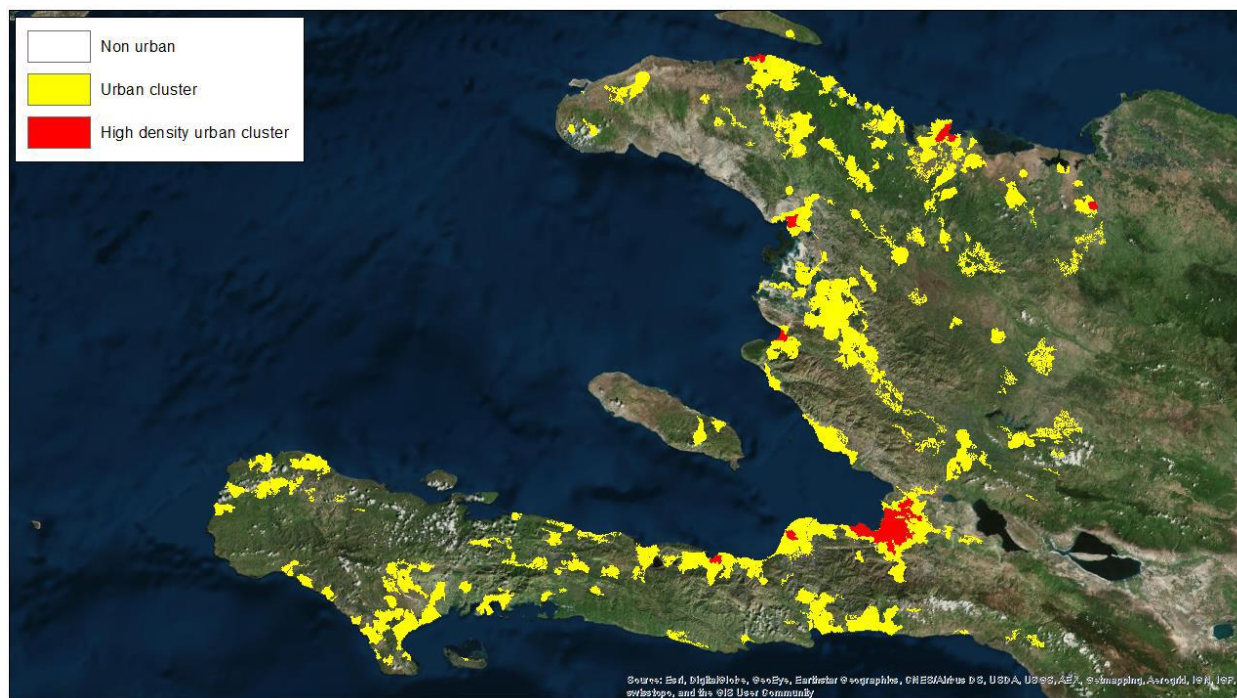 Non urban
Urban cluster
High density urban cluster
Source: Esri, DigitalGlobe, GeoEye, Earthstar Geographics, CNES/Airbus DS, USDA, USGS, AEX, Getmapping, Aerogrid, IGN, IGP,
swisstopo, and the GIS User Community